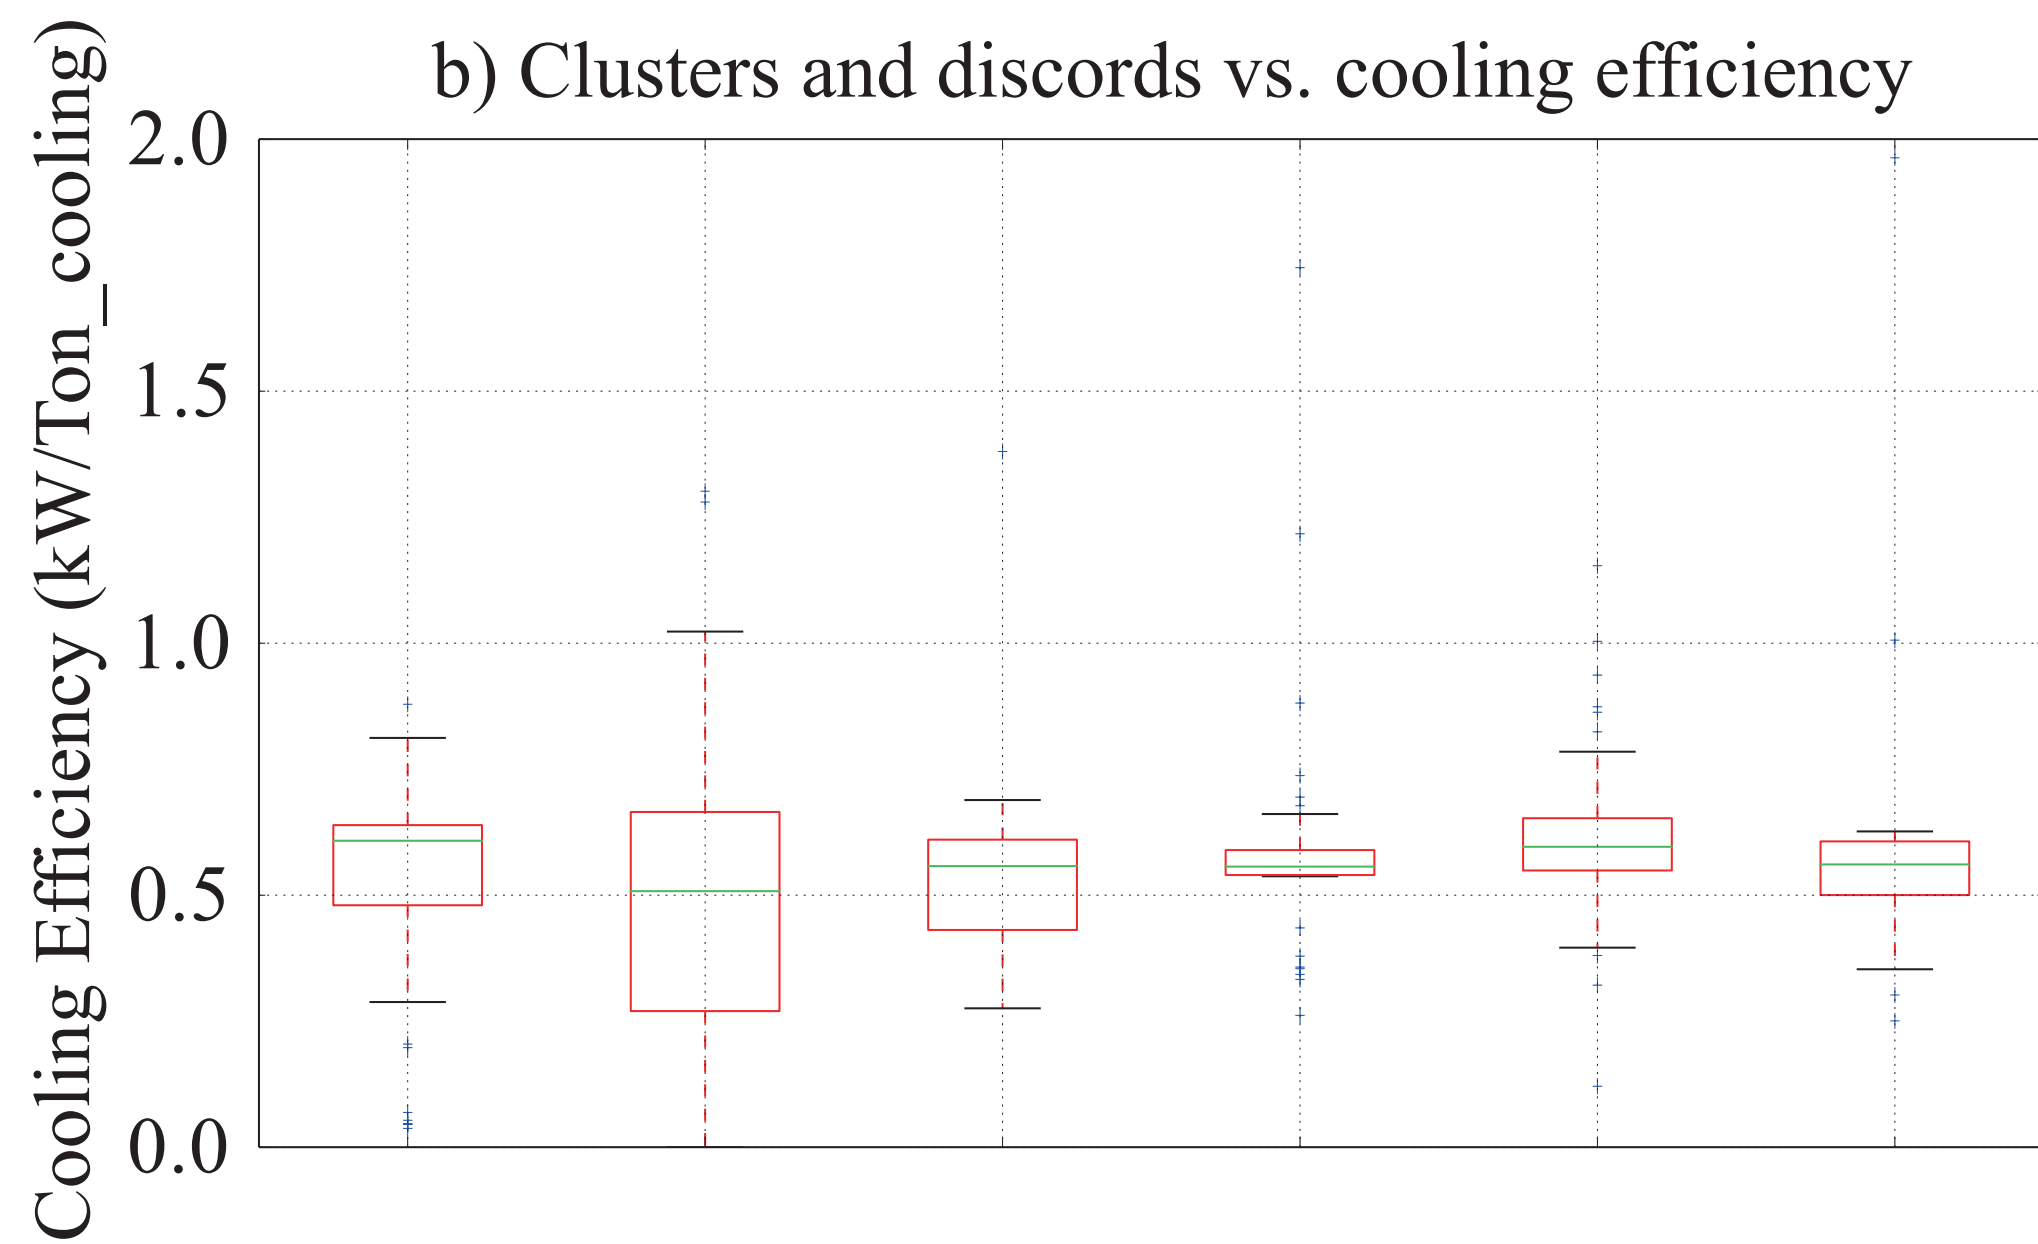 b) Clusters and discords vs. cooling efficiency
Cooling Efficiency (kW/Ton_cooling)
2.0
1.5
1.0
0.5
0.0